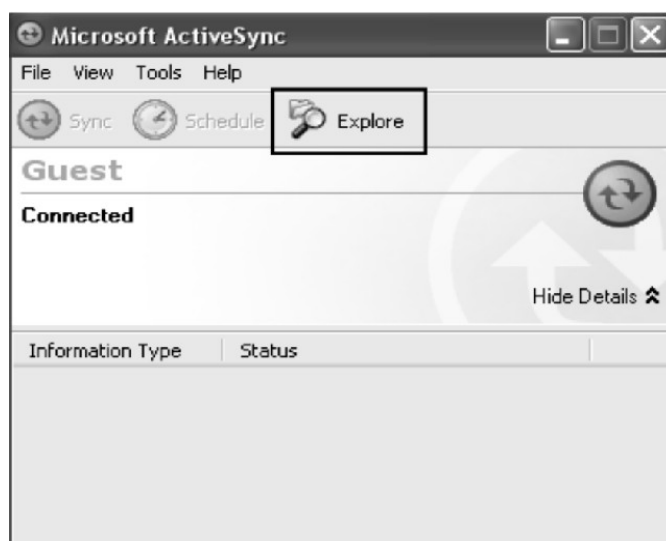 Microsoft ActiveSync
File View Tools Help
Sync Schedule Explore
Guest
Connected
Hide Details
Information Type Status